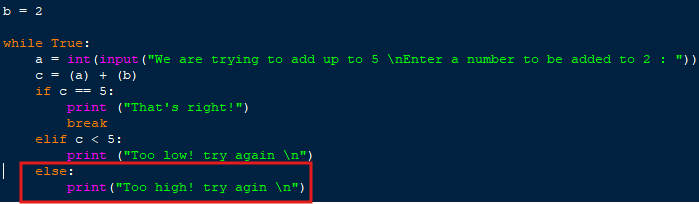 b = 2
while True:
    a = int(input("We are trying to add up to 5 \nEnter a number to be added to 2 : "))
    c = (a) + (b)
    if c == 5:
        print ("That's right!")
        break
    elif c < 5:
        print ("Too low! try again \n")
    else:
        print("Too high! try agin \n")